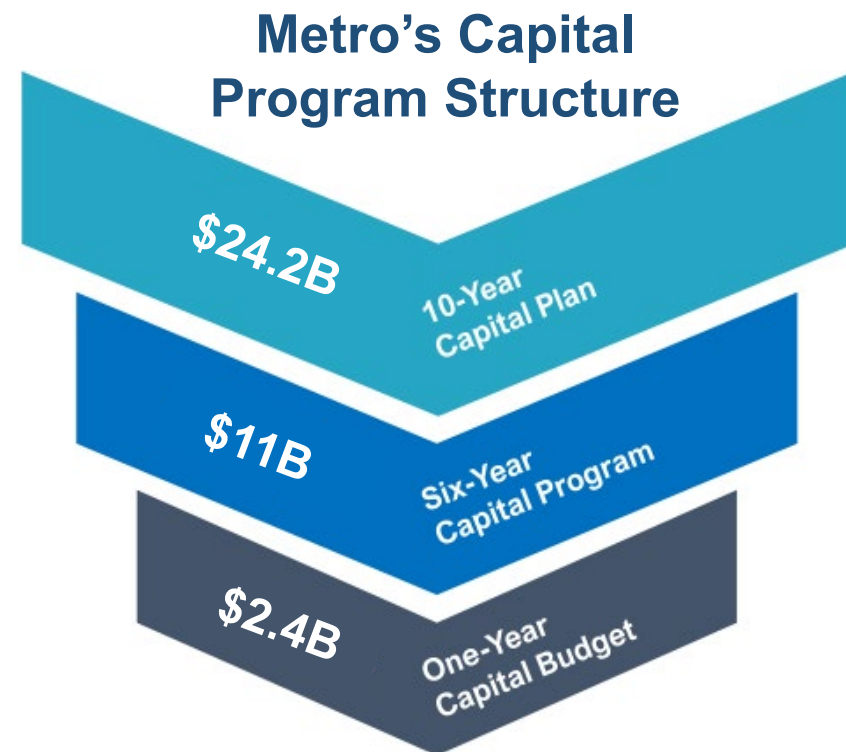 Metro’s Capital
Program Structure
$24.2B
10-Year
Capital Plan
$11B
Six-Year
Capital Program
$2.4B
One-Year
Capital Budget